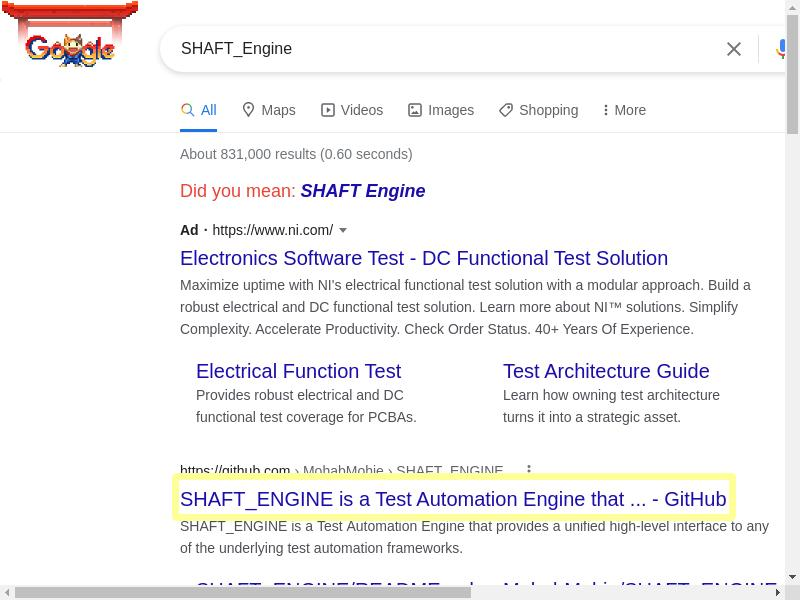 Google
SHAFT_Engine
All Maps Videos Images Shopping More
About 831,000 results (0.60 seconds)
Did you mean: SHAFT Engine
Ad · https://www.ni.com/
Electronics Software Test - DC Functional Test Solution
Maximize uptime with NI's electrical functional test solution with a modular approach. Build a
robust electrical and DC functional test solution. Learn more about NI™ solutions. Simplify
Complexity. Accelerate Productivity. Check Order Status. 40+ Years Of Experience.
Electrical Function Test
Provides robust electrical and DC
functional test coverage for PCBAs.
Test Architecture Guide
Learn how owning test architecture
turns it into a strategic asset.
https://github.com › MohabMohie › SHAFT_ENGINE
SHAFT_ENGINE is a Test Automation Engine that ... - GitHub
SHAFT_ENGINE is a Test Automation Engine that provides a unified high-level interface to any
of the underlying test automation frameworks.